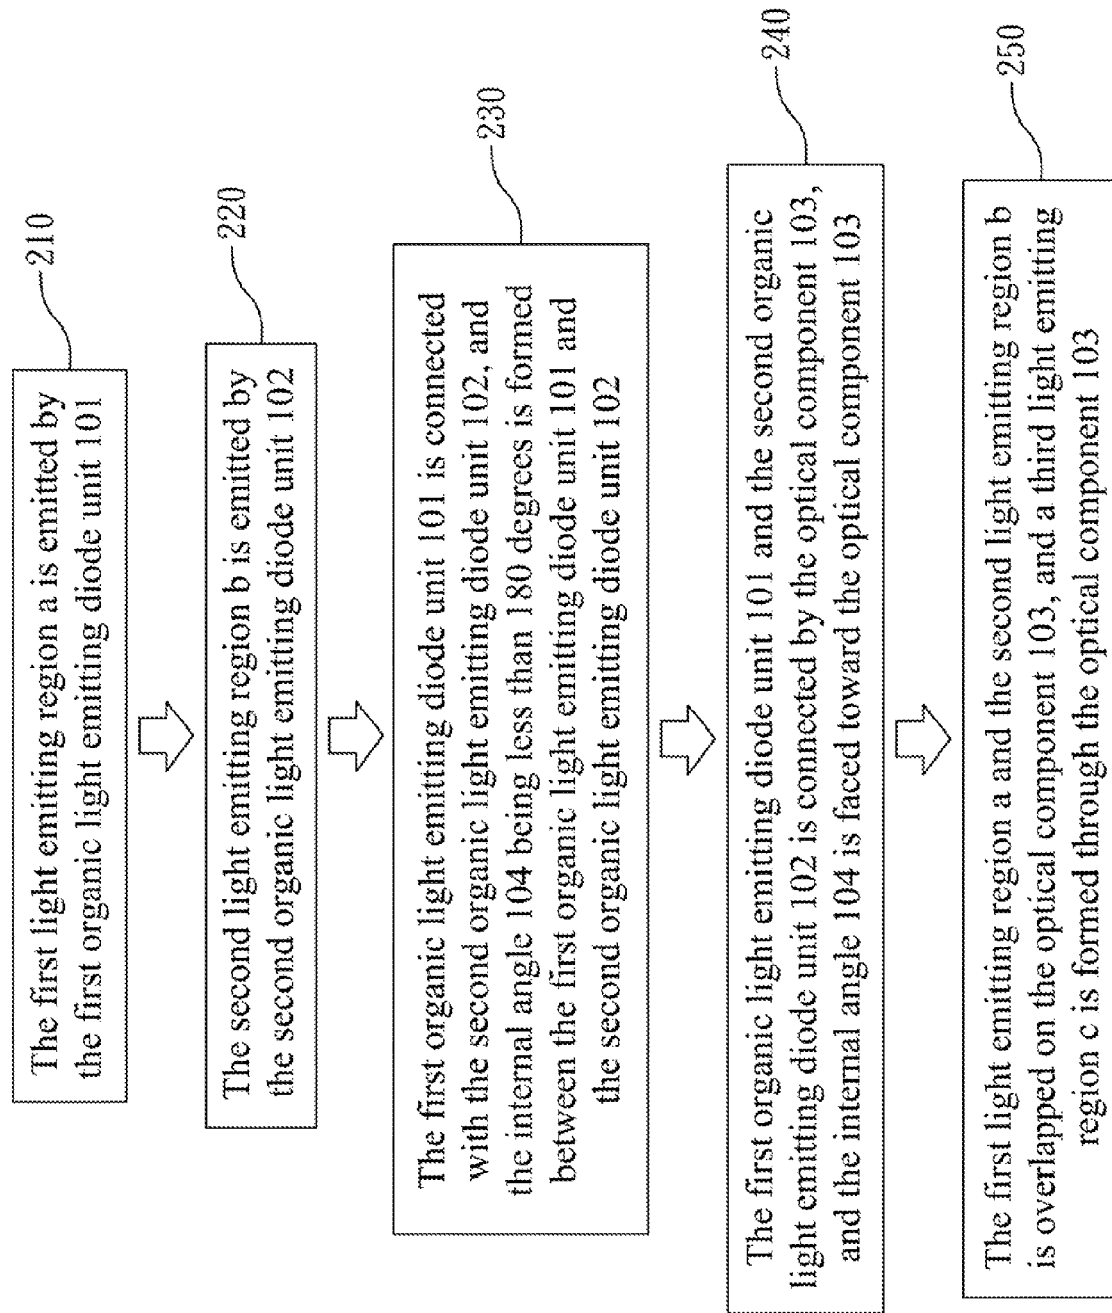 210
The first light emitting region a is emitted by
the first organic light emitting diode unit 101
220
The second light emitting region b is emitted by
the second organic light emitting diode unit 102
230
The first organic light emitting diode unit 101 is connected
with the second organic light emitting diode unit 102, and
the internal angle 104 being less than 180 degrees is formed
between the first organic light emitting diode unit 101 and
the second organic light emitting diode unit 102
240
The first organic light emitting diode unit 101 and the second organic
light emitting diode unit 102 is connected by the optical component 103,
and the internal angle 104 is faced toward the optical component 103
250
The first light emitting region a and the second light emitting region b
is overlapped on the optical component 103, and a third light emitting
region c is formed through the optical component 103